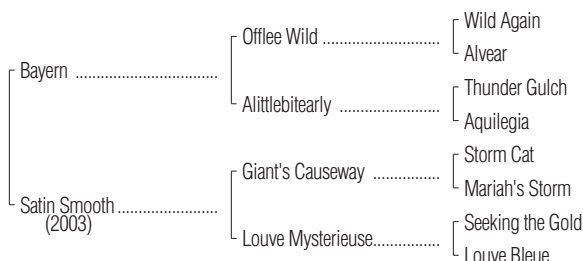 Wild Again
Offlee Wild ................................
Alvear
Bayern ......................................
Thunder Gulch
Alittlebitearly ...........................
Aquilegia
Storm Cat
Giant's Causeway ..................
Mariah's Storm
Satin Smooth ...........................
(2003)
Seeking the Gold
Louve Mysterieuse..................
Louve Bleue